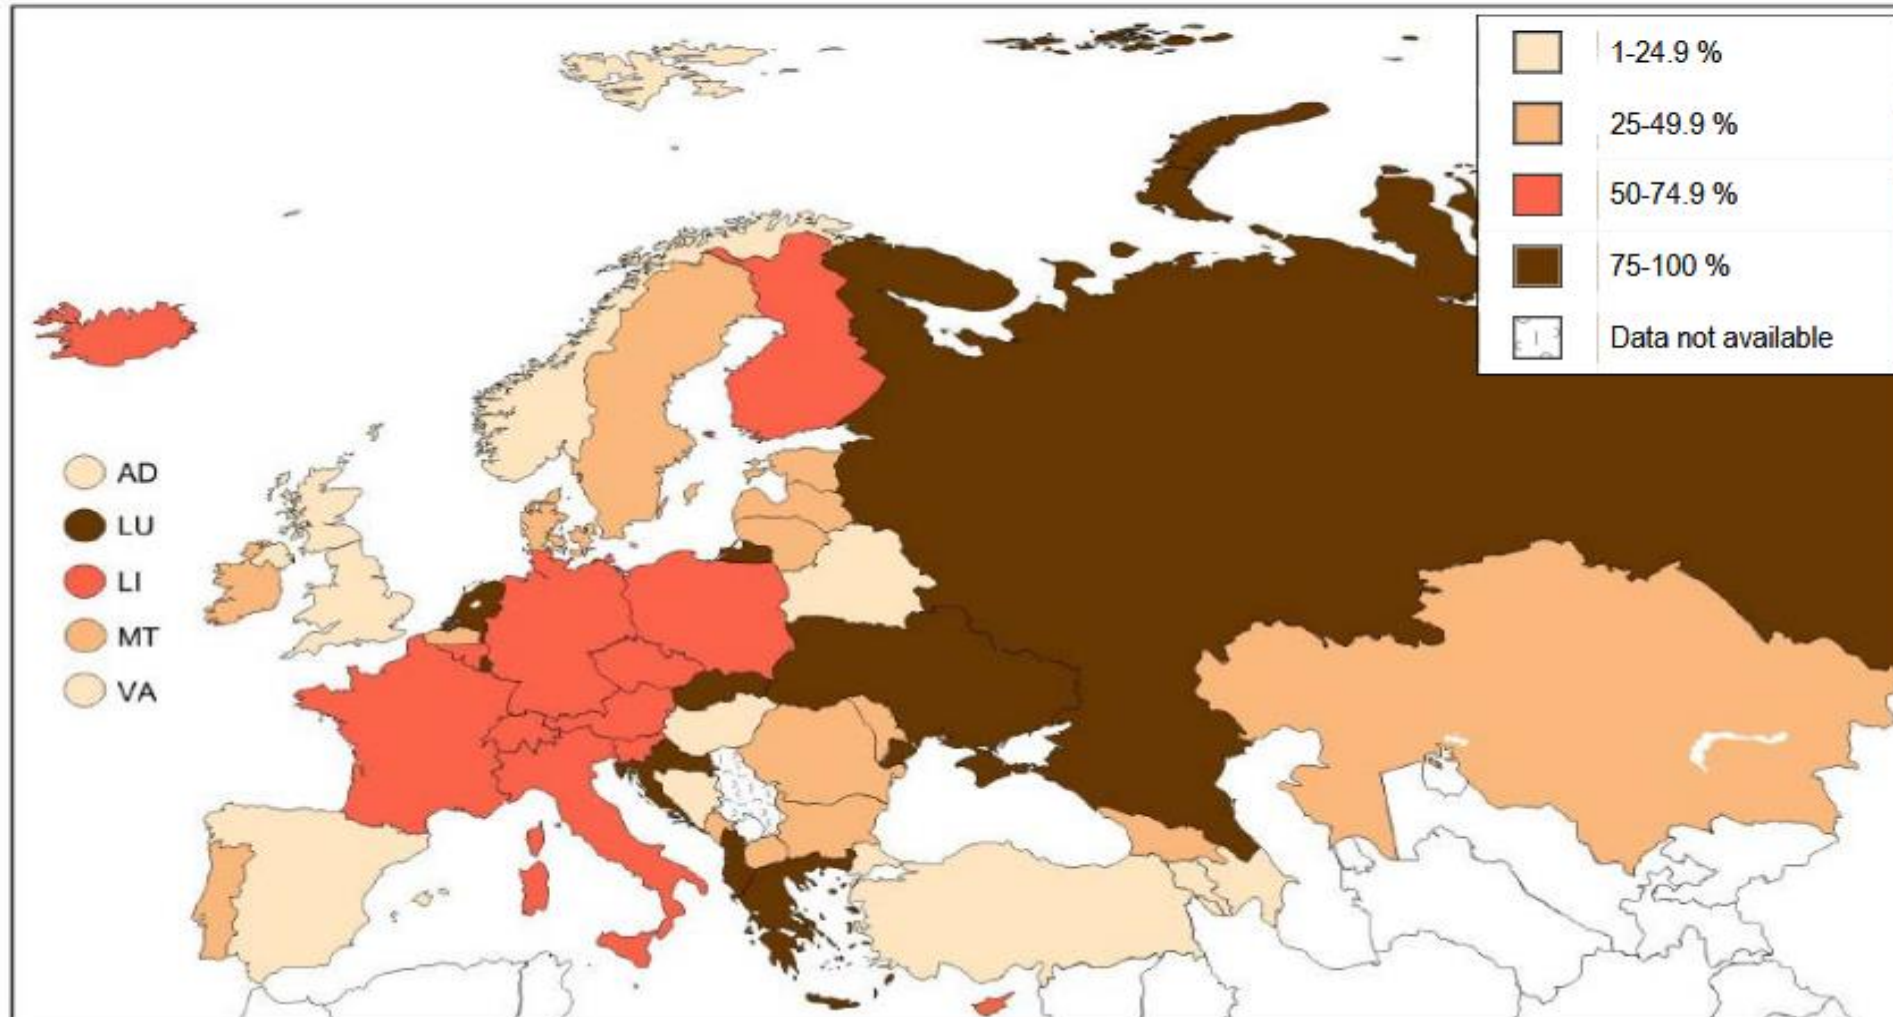 1-24.9 %
25-49.9 %
50-74.9 %
75-100 %
Data not available
AD
LU
LI
MT
VA